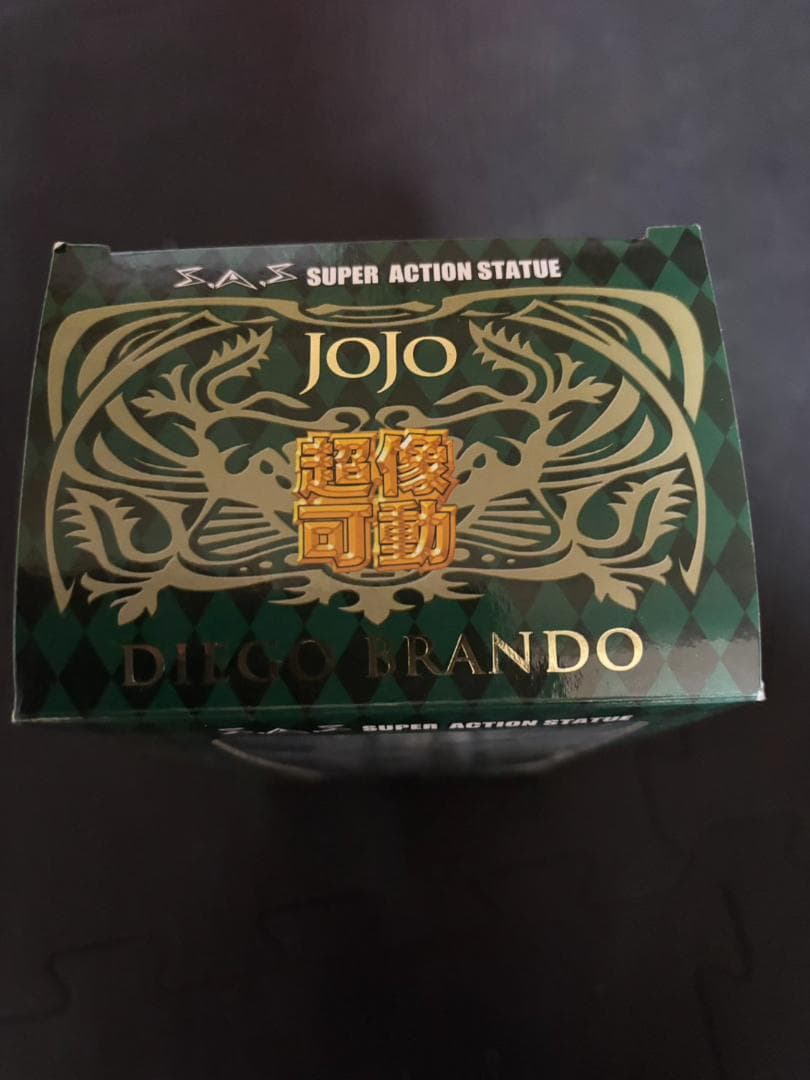 S.A.S SUPER ACTION STATUE
JOJO
超像
可動
DIEGO BRANDO
S.A.S SUPER ACTION STATUE